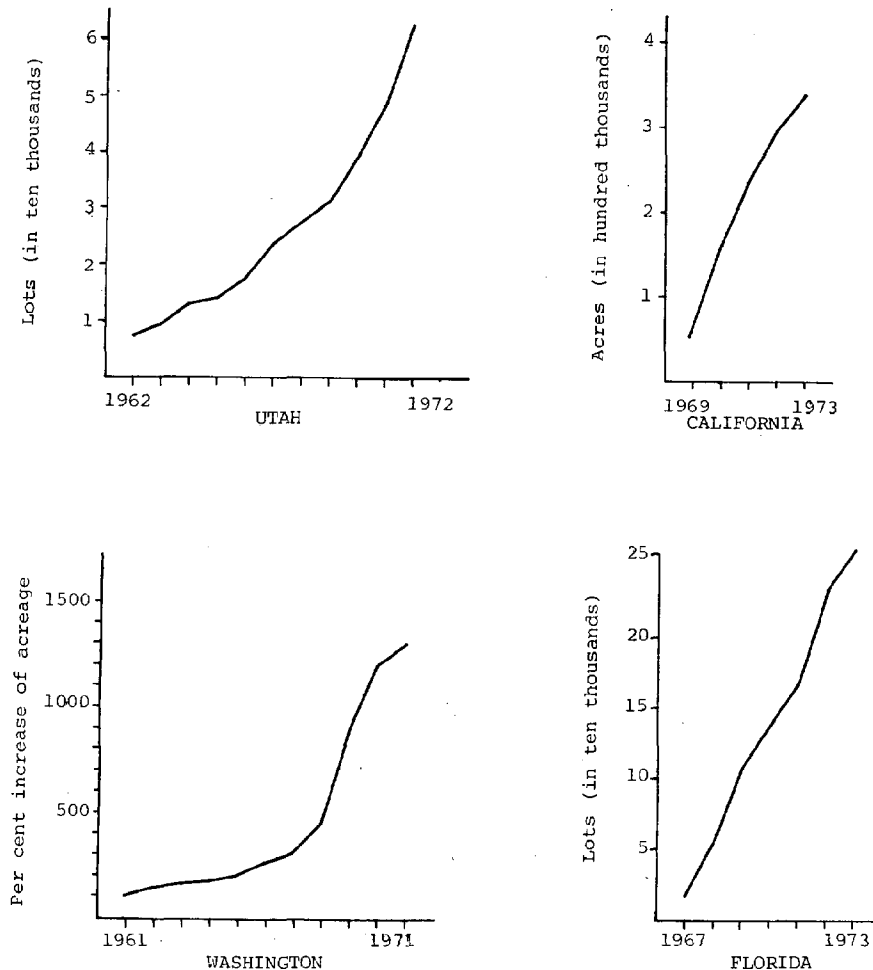 Lots (in ten thousands)
6
5
4
3
2
1
1962 1972
UTAH
Acres (in hundred thousands)
4
3
2
1
1969 1973
CALIFORNIA
Per cent increase of acreage
1500
1000
500
1961 1971
WASHINGTON
Lots (in ten thousands)
25
20
15
10
5
1967 1973
FLORIDA